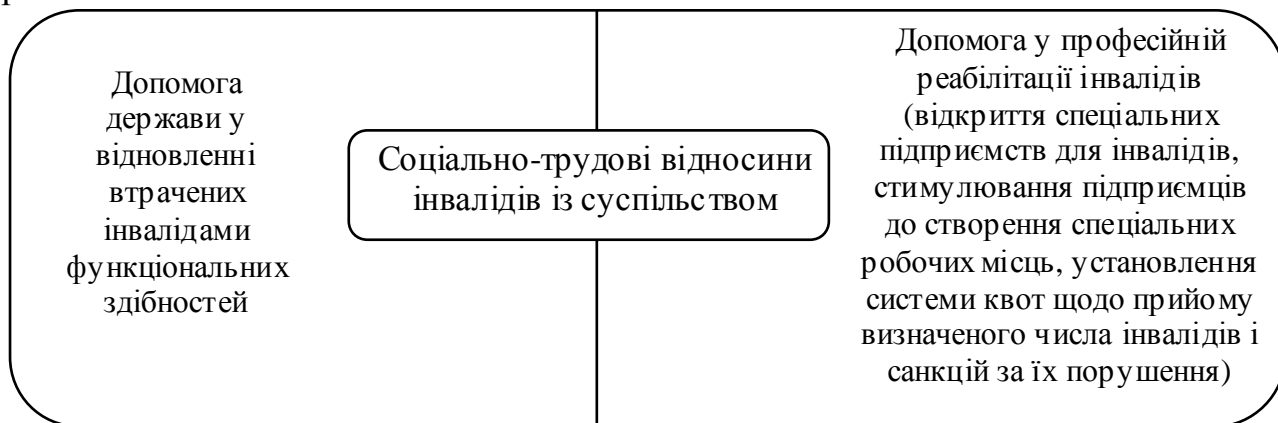 Допомога
держави у
відновленні
втрачених
інвалідами
функціональних
здібностей
Соціально-трудові відносини
інвалідів із суспільством
Допомога у професійній
реабілітації інвалідів
(відкриття спеціальних
підприємств для інвалідів,
стимулювання підприємців
до створення спеціальних
робочих місць, установлення
системи квот щодо прийому
визначеного числа інвалідів і
санкцій за їх порушення)